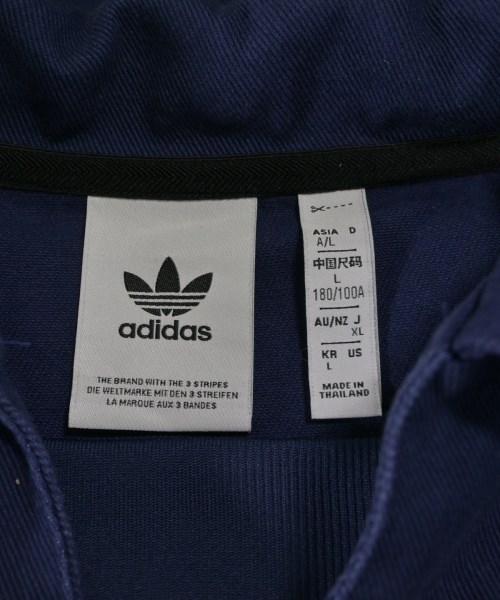 adidas
THE BRAND WITH THE 3 STRIPES
DIE WELTMARKE MIT DEN 3 STREIFEN
LA MARQUE AUX 3 BANDES
ASIA D
A/L
中国尺码
L
180/100A
AU/NZ J
XL
KR US
L
MADE IN
THAILAND